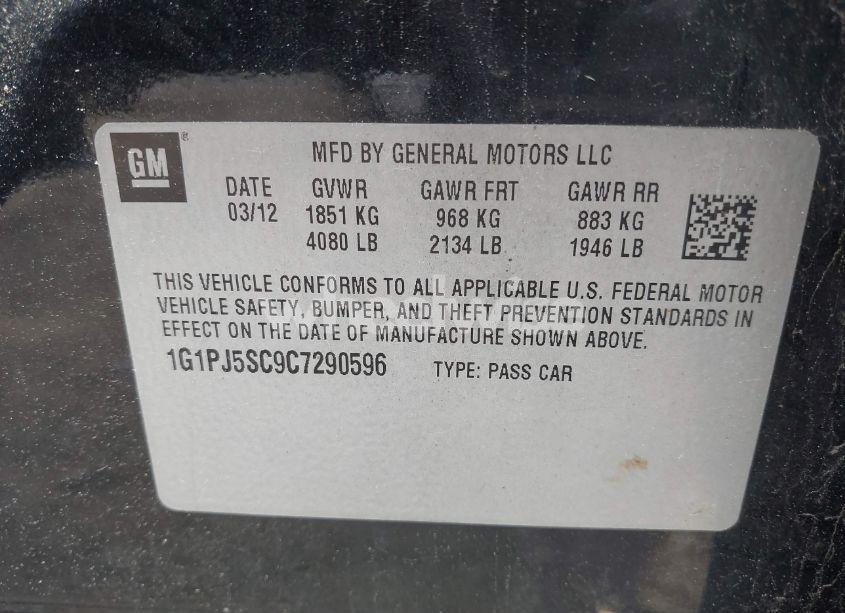 GM
MFD BY GENERAL MOTORS LLC
DATE GVWR GAWR FRT GAWR RR
03/12 1851 KG 968 KG 883 KG
4080 LB 2134 LB 1946 LB
THIS VEHICLE CONFORMS TO ALL APPLICABLE U.S. FEDERAL MOTOR
VEHICLE SAFETY, BUMPER, AND THEFT PREVENTION STANDARDS IN
EFFECT ON THE DATE OF MANUFACTURE SHOWN ABOVE.
1G1PJ5SC9C7290596 TYPE: PASS CAR